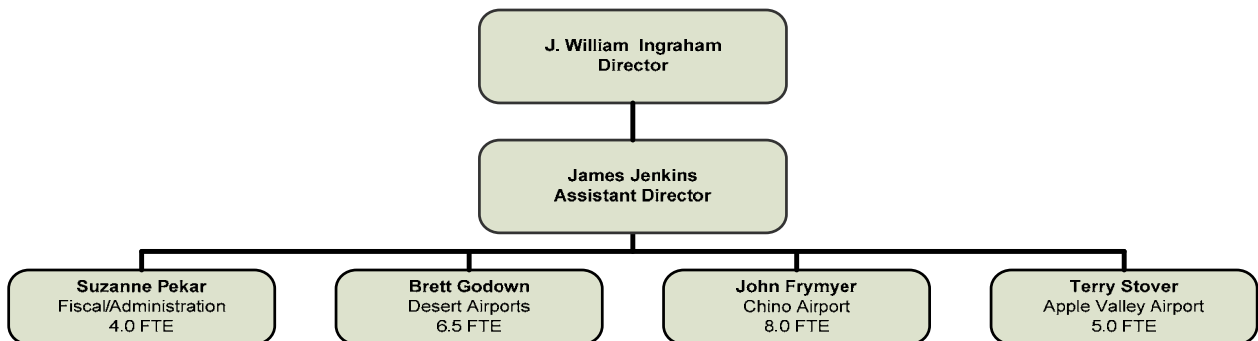 J. William Ingraham
Director
James Jenkins
Assistant Director
Suzanne Pekar
Fiscal/Administration
4.0 FTE
Brett Godown
Desert Airports
6.5 FTE
John Frymyer
Chino Airport
8.0 FTE
Terry Stover
Apple Valley Airport
5.0 FTE